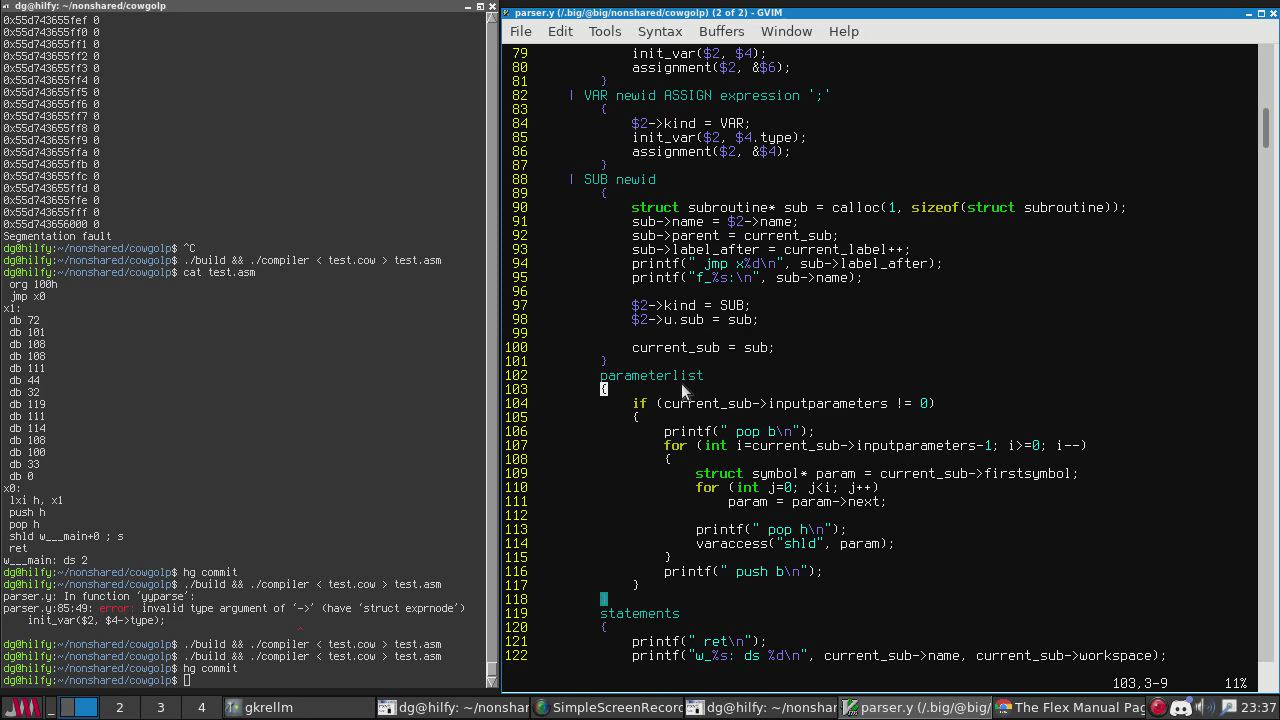 dg@hilfy:~/nonshared/cowgolp
0x55d743655fef 0
0x55d743655ff0 0
0x55d743655ff1 0
0x55d743655ff2 0
0x55d743655ff3 0
0x55d743655ff4 0
0x55d743655ff5 0
0x55d743655ff6 0
0x55d743655ff7 0
0x55d743655ff8 0
0x55d743655ff9 0
0x55d743655ffa 0
0x55d743655ffb 0
0x55d743655ffc 0
0x55d743655ffd 0
0x55d743655ffe 0
0x55d743655fff 0
0x55d743656000 0
Segmentation fault
dg@hilfy:~/nonshared/cowgolp$ ^C
dg@hilfy:~/nonshared/cowgolp$ ./build && ./compiler < test.cow > test.asm
dg@hilfy:~/nonshared/cowgolp$ cat test.asm
 org 100h
 jmp x0
x1:
 db 72
 db 101
 db 108
 db 108
 db 111
 db 44
 db 32
 db 119
 db 111
 db 114
 db 108
 db 100
 db 33
 db 0
x0:
 lxi h, x1
 push h
 pop h
 shld w___main+0 ; s
 ret
w___main: ds 2
dg@hilfy:~/nonshared/cowgolp$ hg commit
dg@hilfy:~/nonshared/cowgolp$ ./build && ./compiler < test.cow > test.asm
parser.y: In function ‘yyparse’:
parser.y:85:49: error: invalid type argument of ‘->’ (have ‘struct exprnode’)
    init_var($2, $4->type);
^
dg@hilfy:~/nonshared/cowgolp$ ./build && ./compiler < test.cow > test.asm
dg@hilfy:~/nonshared/cowgolp$ ./build && ./compiler < test.cow > test.asm
dg@hilfy:~/nonshared/cowgolp$ hg commit
dg@hilfy:~/nonshared/cowgolp$
parser.y (/.big/@big/nonshared/cowgolp) (2 of 2) - GVIM
File Edit Tools Syntax Buffers Window Help
79 init_var($2, $4);
80 assignment($2, &$6);
81 }
82 | VAR newid ASSIGN expression ';'
83 {
84 $2->kind = VAR;
85 init_var($2, $4.type);
86 assignment($2, &$4);
87 }
88 | SUB newid
89 {
90 struct subroutine* sub = calloc(1, sizeof(struct subroutine));
91 sub->name = $2->name;
92 sub->parent = current_sub;
93 sub->label_after = current_label++;
94 printf(" jmp x%d\n", sub->label_after);
95 printf("f_%s:\n", sub->name);
96
97 $2->kind = SUB;
98 $2->u.sub = sub;
99
100 current_sub = sub;
101 }
102 parameterlist
103 {
104 if (current_sub->inputparameters != 0)
105 {
106 printf(" pop b\n");
107 for (int i=current_sub->inputparameters-1; i>=0; i--)
108 {
109 struct symbol* param = current_sub->firstsymbol;
110 for (int j=0; j<i; j++)
111 param = param->next;
112
113 printf(" pop h\n");
114 varaccess("shld", param);
115 }
116 printf(" push b\n");
117 }
118 }
119 statements
120 {
121 printf(" ret\n");
122 printf("w_%s: ds %d\n", current_sub->name, current_sub->workspace);
103,3-9 11%
2 3 4 gkrellm dg@hilfy:~/nonshar SimpleScreenRecor dg@hilfy:~/nonshar parser.y (/.big/@big/ The Flex Manual Pag 23:37